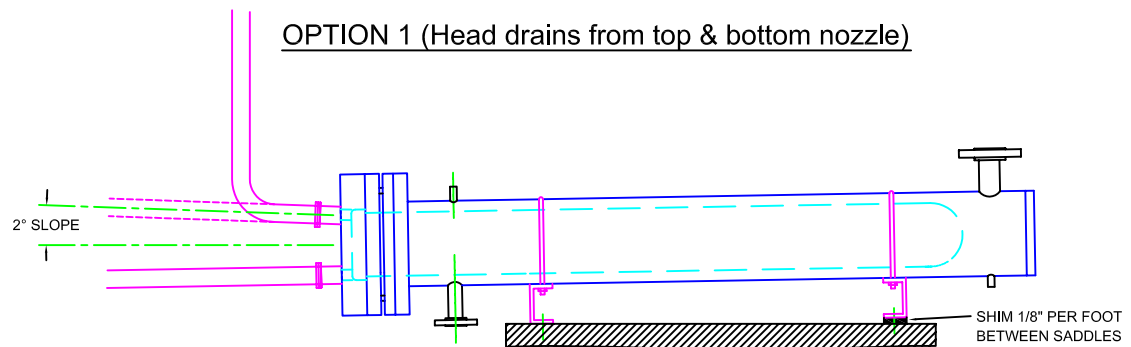 OPTION 1 (Head drains from top & bottom nozzle)
2° SLOPE
SHIM 1/8" PER FOOT
BETWEEN SADDLES